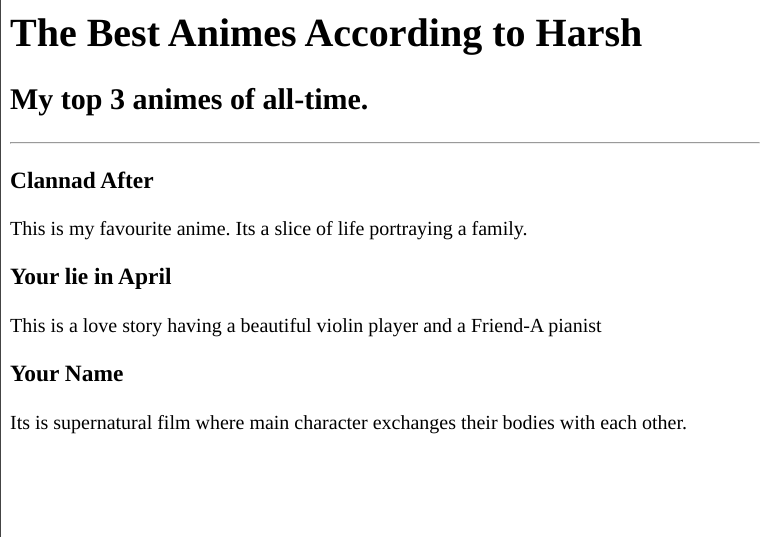 The Best Animes According to Harsh
My top 3 animes of all-time.
Clannad After
This is my favourite anime. Its a slice of life portraying a family.
Your lie in April
This is a love story having a beautiful violin player and a Friend-A pianist
Your Name
Its is supernatural film where main character exchanges their bodies with each other.